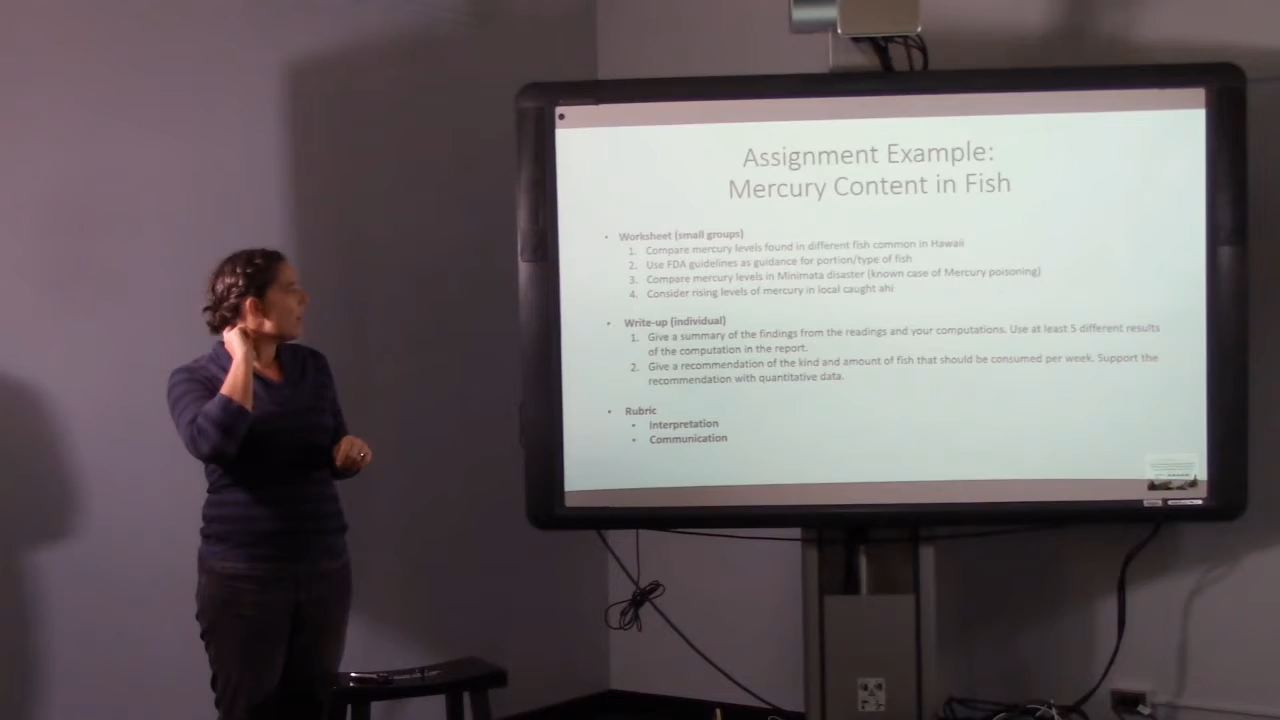 Assignment Example:
Mercury Content in Fish
• Worksheet (small groups)
1. Compare mercury levels found in different fish common in Hawaii
2. Use FDA guidelines as guidance for portion/type of fish
3. Compare mercury levels in Minimata disaster (known case of Mercury poisoning)
4. Consider rising levels of mercury in local caught ahi
• Write-up (individual)
1. Give a summary of the findings from the readings and your computations. Use at least 5 different results
of the computation in the report.
2. Give a recommendation of the kind and amount of fish that should be consumed per week. Support the
recommendation with quantitative data.
• Rubric
• Interpretation
• Communication